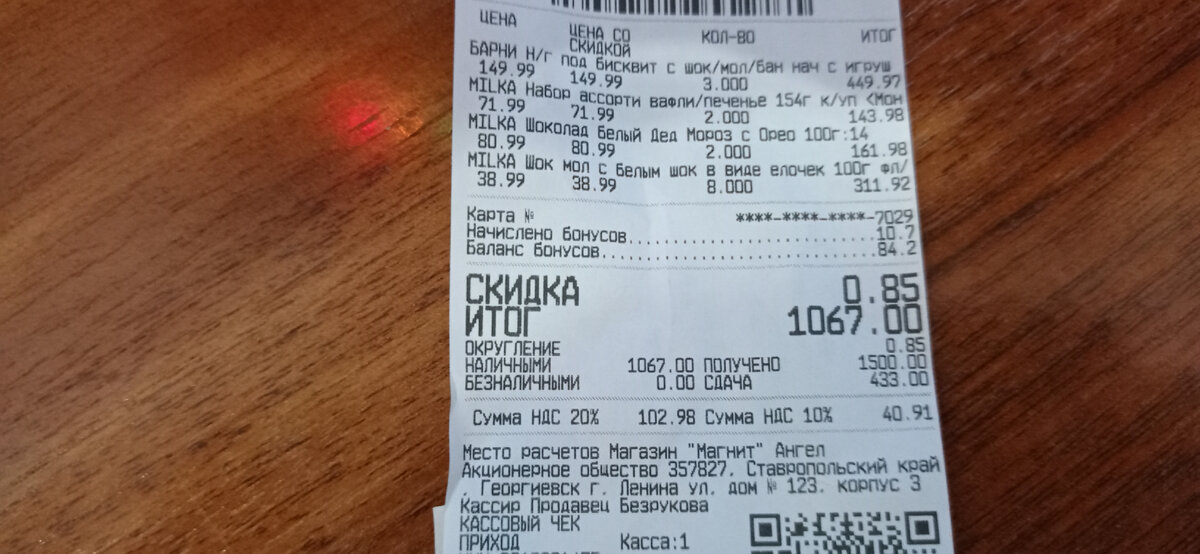 ЦЕНА ЦЕНА СО СКИДКОЙ КОЛ-ВО ИТОГ
БАРНИ Н/г под бисквит с шок/мол/бан нач с игруш
149.99 149.99 3.000 449.97
MILKA Набор ассорти вафли/печенье 154г к/уп <Мон
71.99 71.99 2.000 143.98
MILKA Шоколад белый Дед Мороз с Орео 100г:14
80.99 80.99 2.000 161.98
MILKA Шок мол с белым шок в виде елочек 100г фл/
38.99 38.99 8.000 311.92
Карта № ****-****-****-7029
Начислено бонусов..............................10.7
Баланс бонусов.................................84.2
СКИДКА 0.85
ИТОГ 1067.00
ОКРУГЛЕНИЕ 0.85
НАЛИЧНЫМИ 1067.00 ПОЛУЧЕНО 1500.00
БЕЗНАЛИЧНЫМИ 0.00 СДАЧА 433.00
Сумма НДС 20% 102.98 Сумма НДС 10% 40.91
Место расчетов Магазин "Магнит" Ангел
Акционерное общество 357827, Ставропольский край
, Георгиевск г, Ленина ул, дом № 123, корпус 3
Кассир Продавец Безрукова
КАССОВЫЙ ЧЕК
ПРИХОД Касса:1